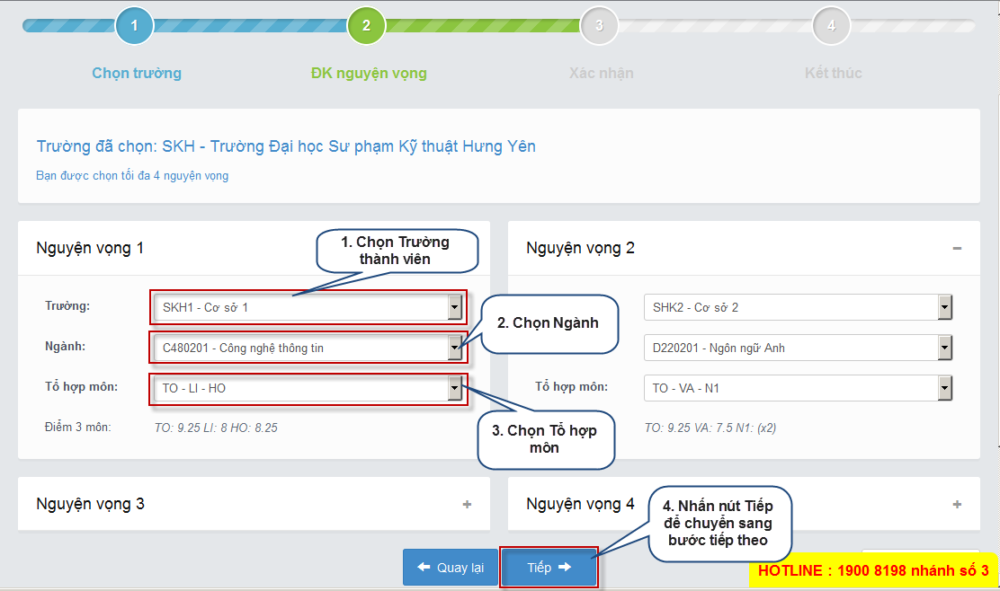 1
2
3
4
Chọn trường
ĐK nguyện vọng
Xác nhận
Kết thúc
Trường đã chọn: SKH - Trường Đại học Sư phạm Kỹ thuật Hưng Yên
Bạn được chọn tối đa 4 nguyện vọng
Nguyện vọng 1
1. Chọn Trường
thành viên
Trường:
SKH1 - Cơ sở 1
Ngành:
C480201 - Công nghệ thông tin
Tổ hợp môn:
TO - LI - HO
Điểm 3 môn:
TO: 9.25 LI: 8 HO: 8.25
2. Chọn Ngành
3. Chọn Tổ hợp
môn
Nguyện vọng 2
SHK2 - Cơ sở 2
D220201 - Ngôn ngữ Anh
Tổ hợp môn:
TO - VA - N1
TO: 9.25 VA: 7.5 N1: (x2)
Nguyện vọng 3
Nguyện vọng 4
4. Nhấn nút Tiếp
để chuyển sang
bước tiếp theo
Quay lại
Tiếp
HOTLINE : 1900 8198 nhánh số 3